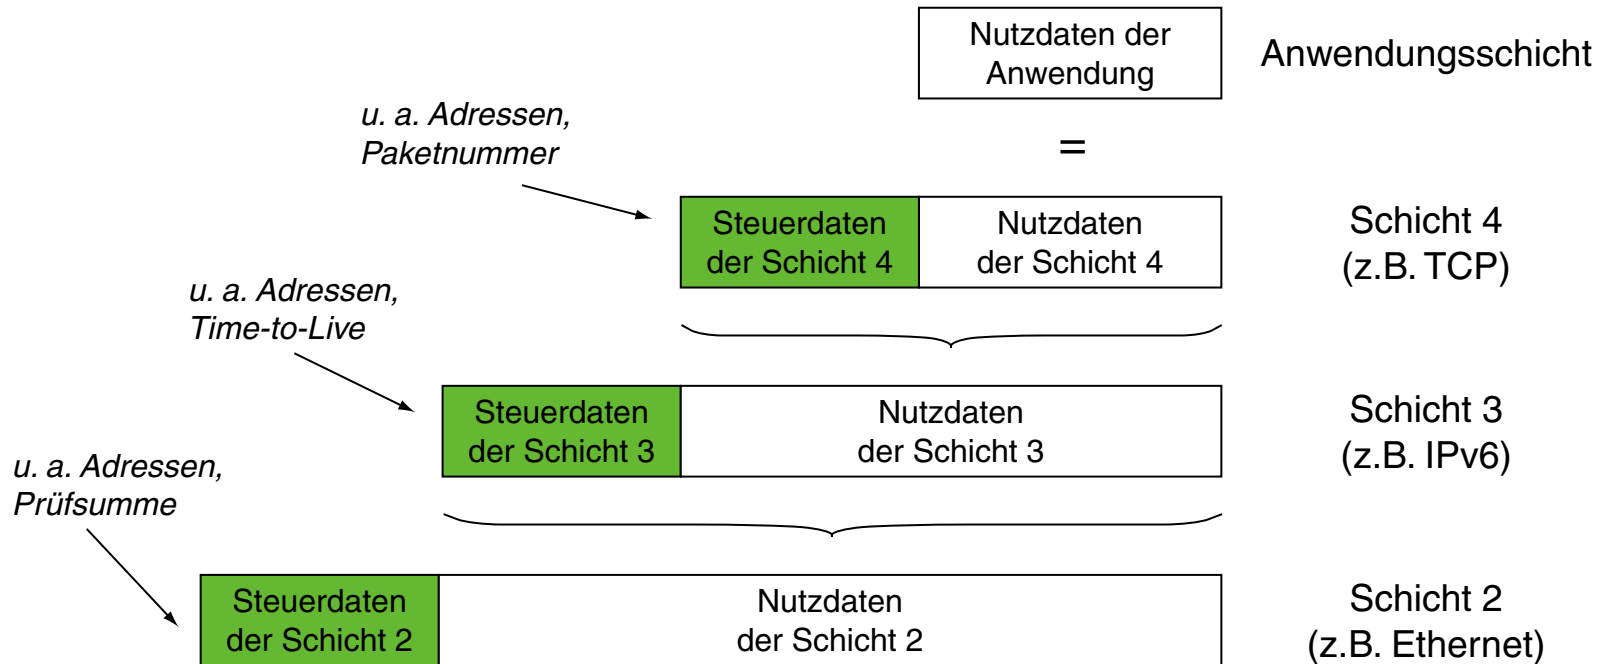 Nutzdaten der
Anwendung
Anwendungsschicht
u. a. Adressen,
Paketnummer
=
Steuerdaten
der Schicht 4
Nutzdaten
der Schicht 4
Schicht 4
(z.B. TCP)
u. a. Adressen,
Time-to-Live
Steuerdaten
der Schicht 3
Nutzdaten
der Schicht 3
Schicht 3
(z.B. IPv6)
u. a. Adressen,
Prüfsumme
Steuerdaten
der Schicht 2
Nutzdaten
der Schicht 2
Schicht 2
(z.B. Ethernet)